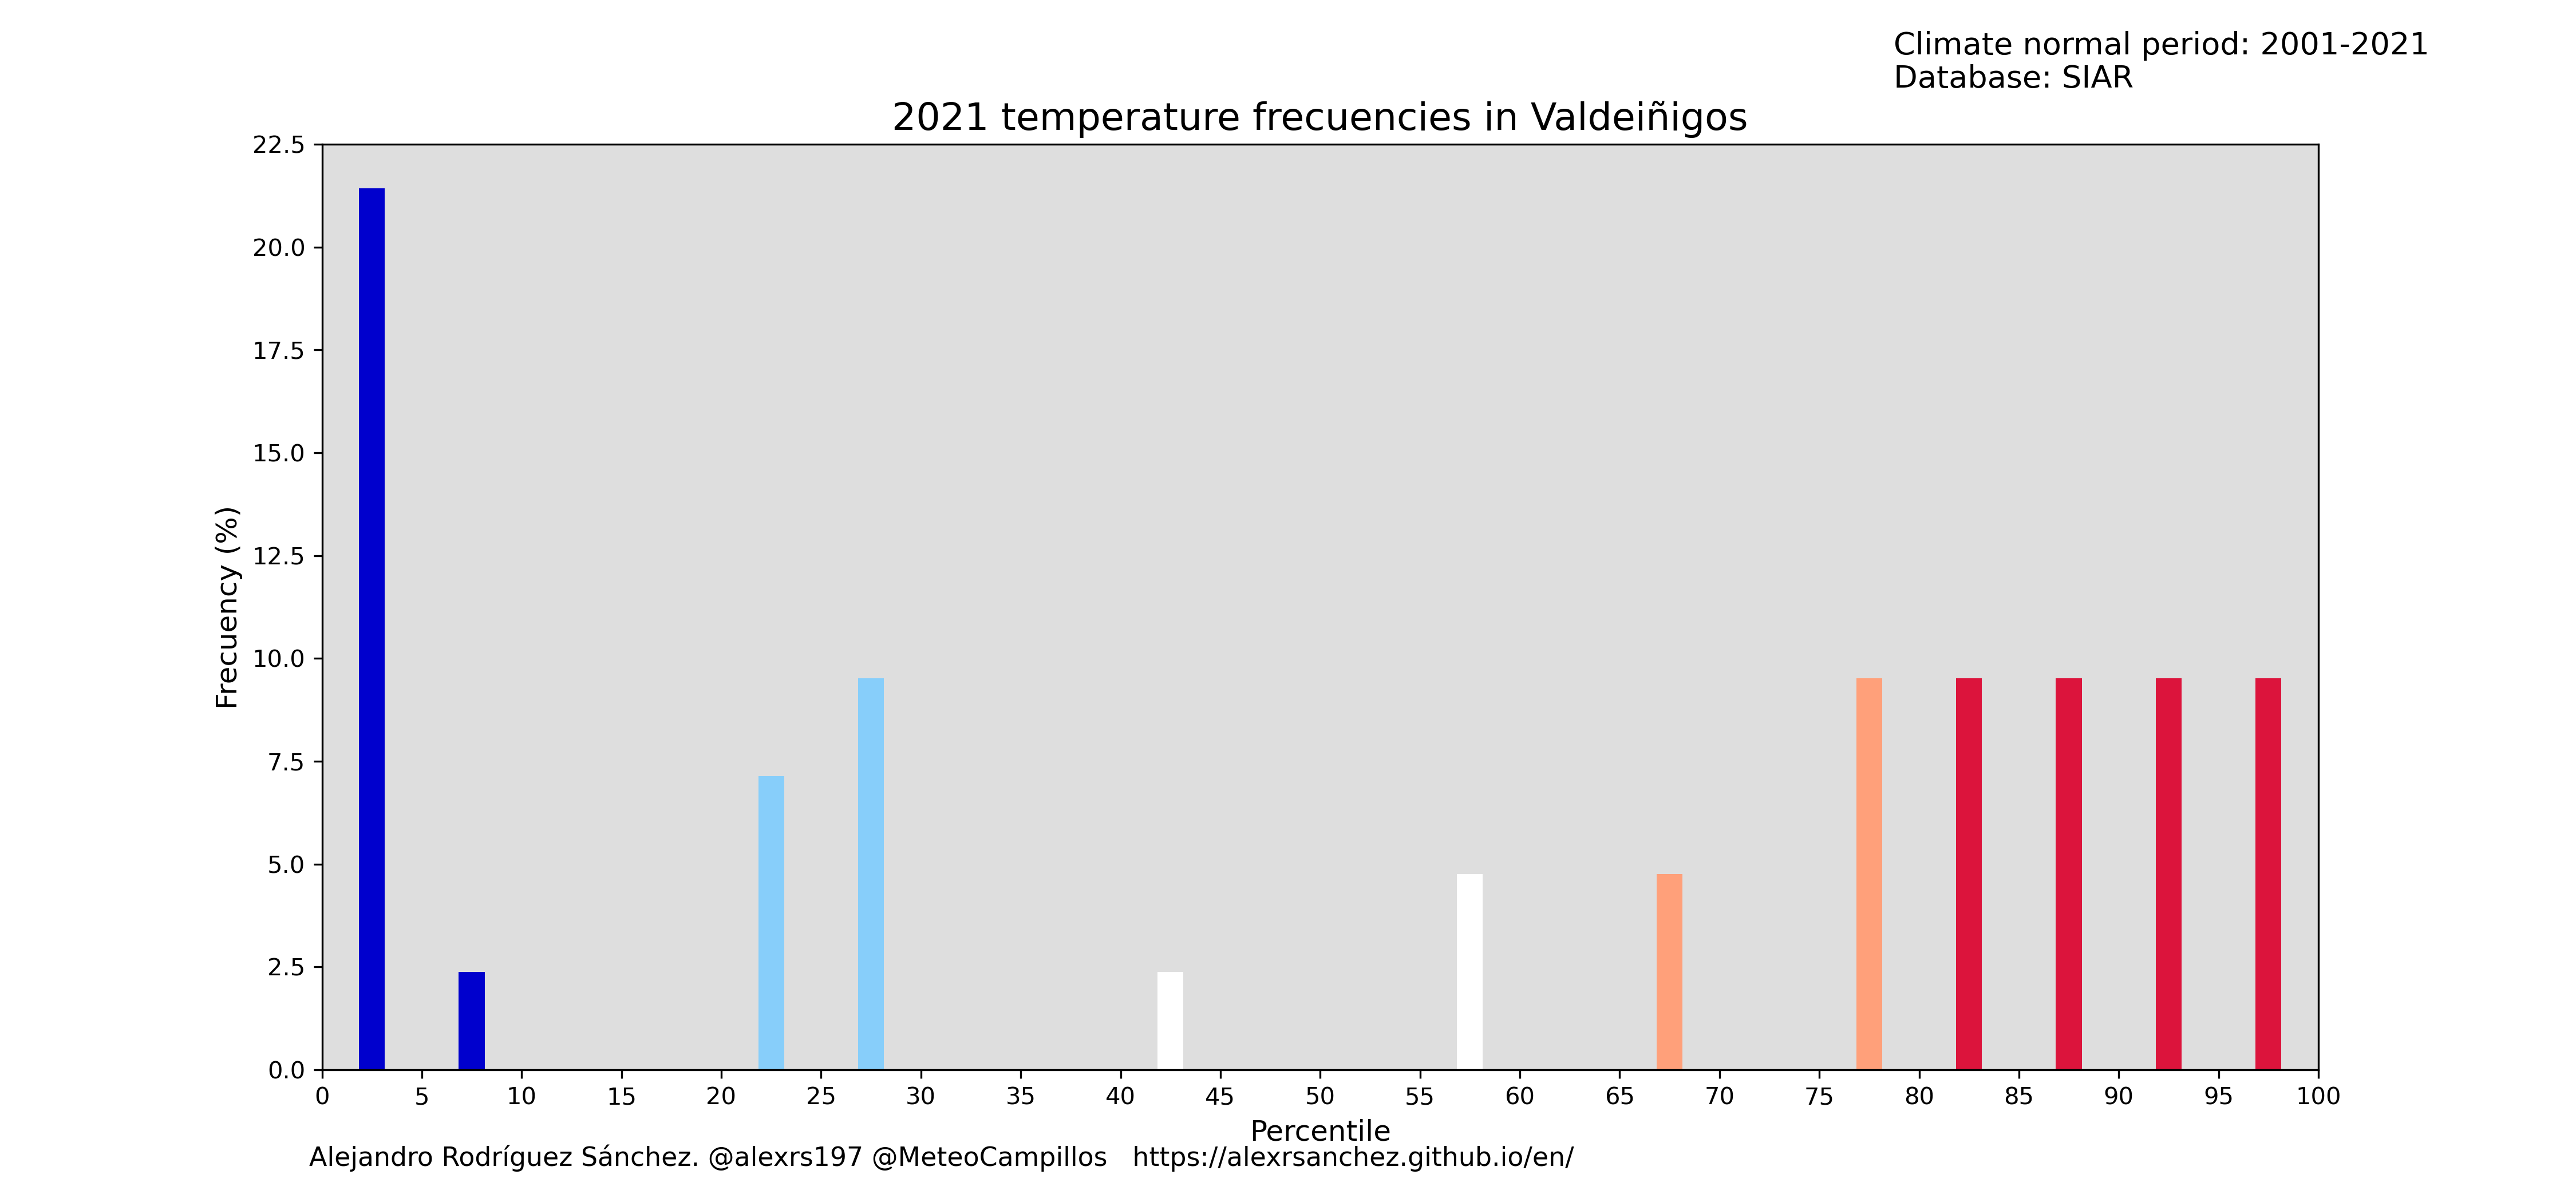 Climate normal period: 2001-2021
Database: SIAR
2021 temperature frecuencies in Valdeiñigos
22.5
20.0
17.5
15.0
12.5
10.0
7.5
5.0
2.5
0.0
Frecuency (%)
0 5 10 15 20 25 30 35 40 45 50 55 60 65 70 75 80 85 90 95 100
Percentile
Alejandro Rodríguez Sánchez. @alexrs197 @MeteoCampillos https://alexrsanchez.github.io/en/